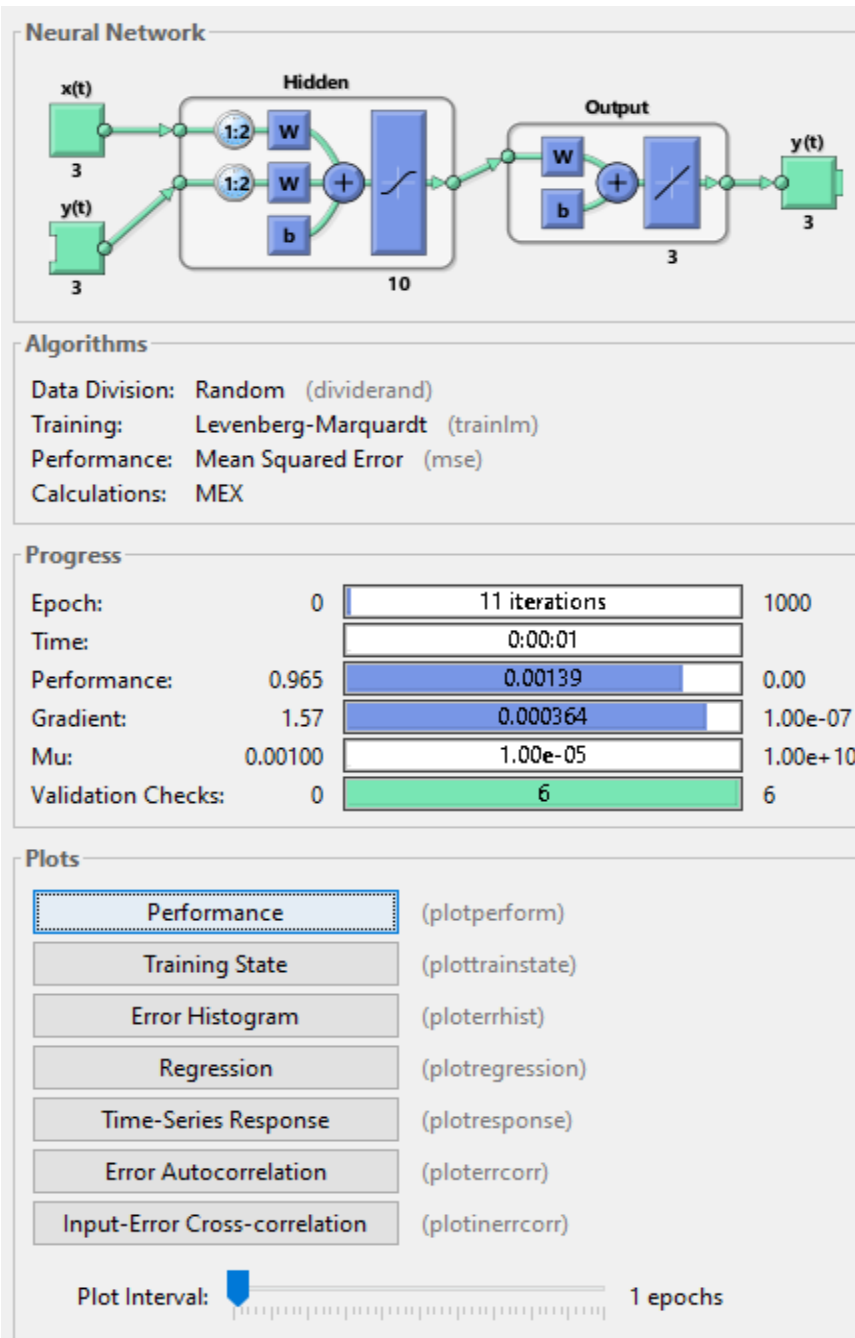 Neural Network
x(t)
Hidden
Output
3
1:2 W
y(t)
1:2 W +
b
3
10
W
+
b
3
y(t)
3
Algorithms
Data Division: Random (dividerand)
Training: Levenberg-Marquardt (trainlm)
Performance: Mean Squared Error (mse)
Calculations: MEX
Progress
Epoch: 0 11 iterations 1000
Time: 0:00:01
Performance: 0.965 0.00139 0.00
Gradient: 1.57 0.000364 1.00e-07
Mu: 0.00100 1.00e-05 1.00e+10
Validation Checks: 0 6 6
Plots
Performance (plotperform)
Training State (plottrainstate)
Error Histogram (ploterrhist)
Regression (plotregression)
Time-Series Response (plotresponse)
Error Autocorrelation (ploterrcorr)
Input-Error Cross-correlation (plotinerrcorr)
Plot Interval: 1 epochs